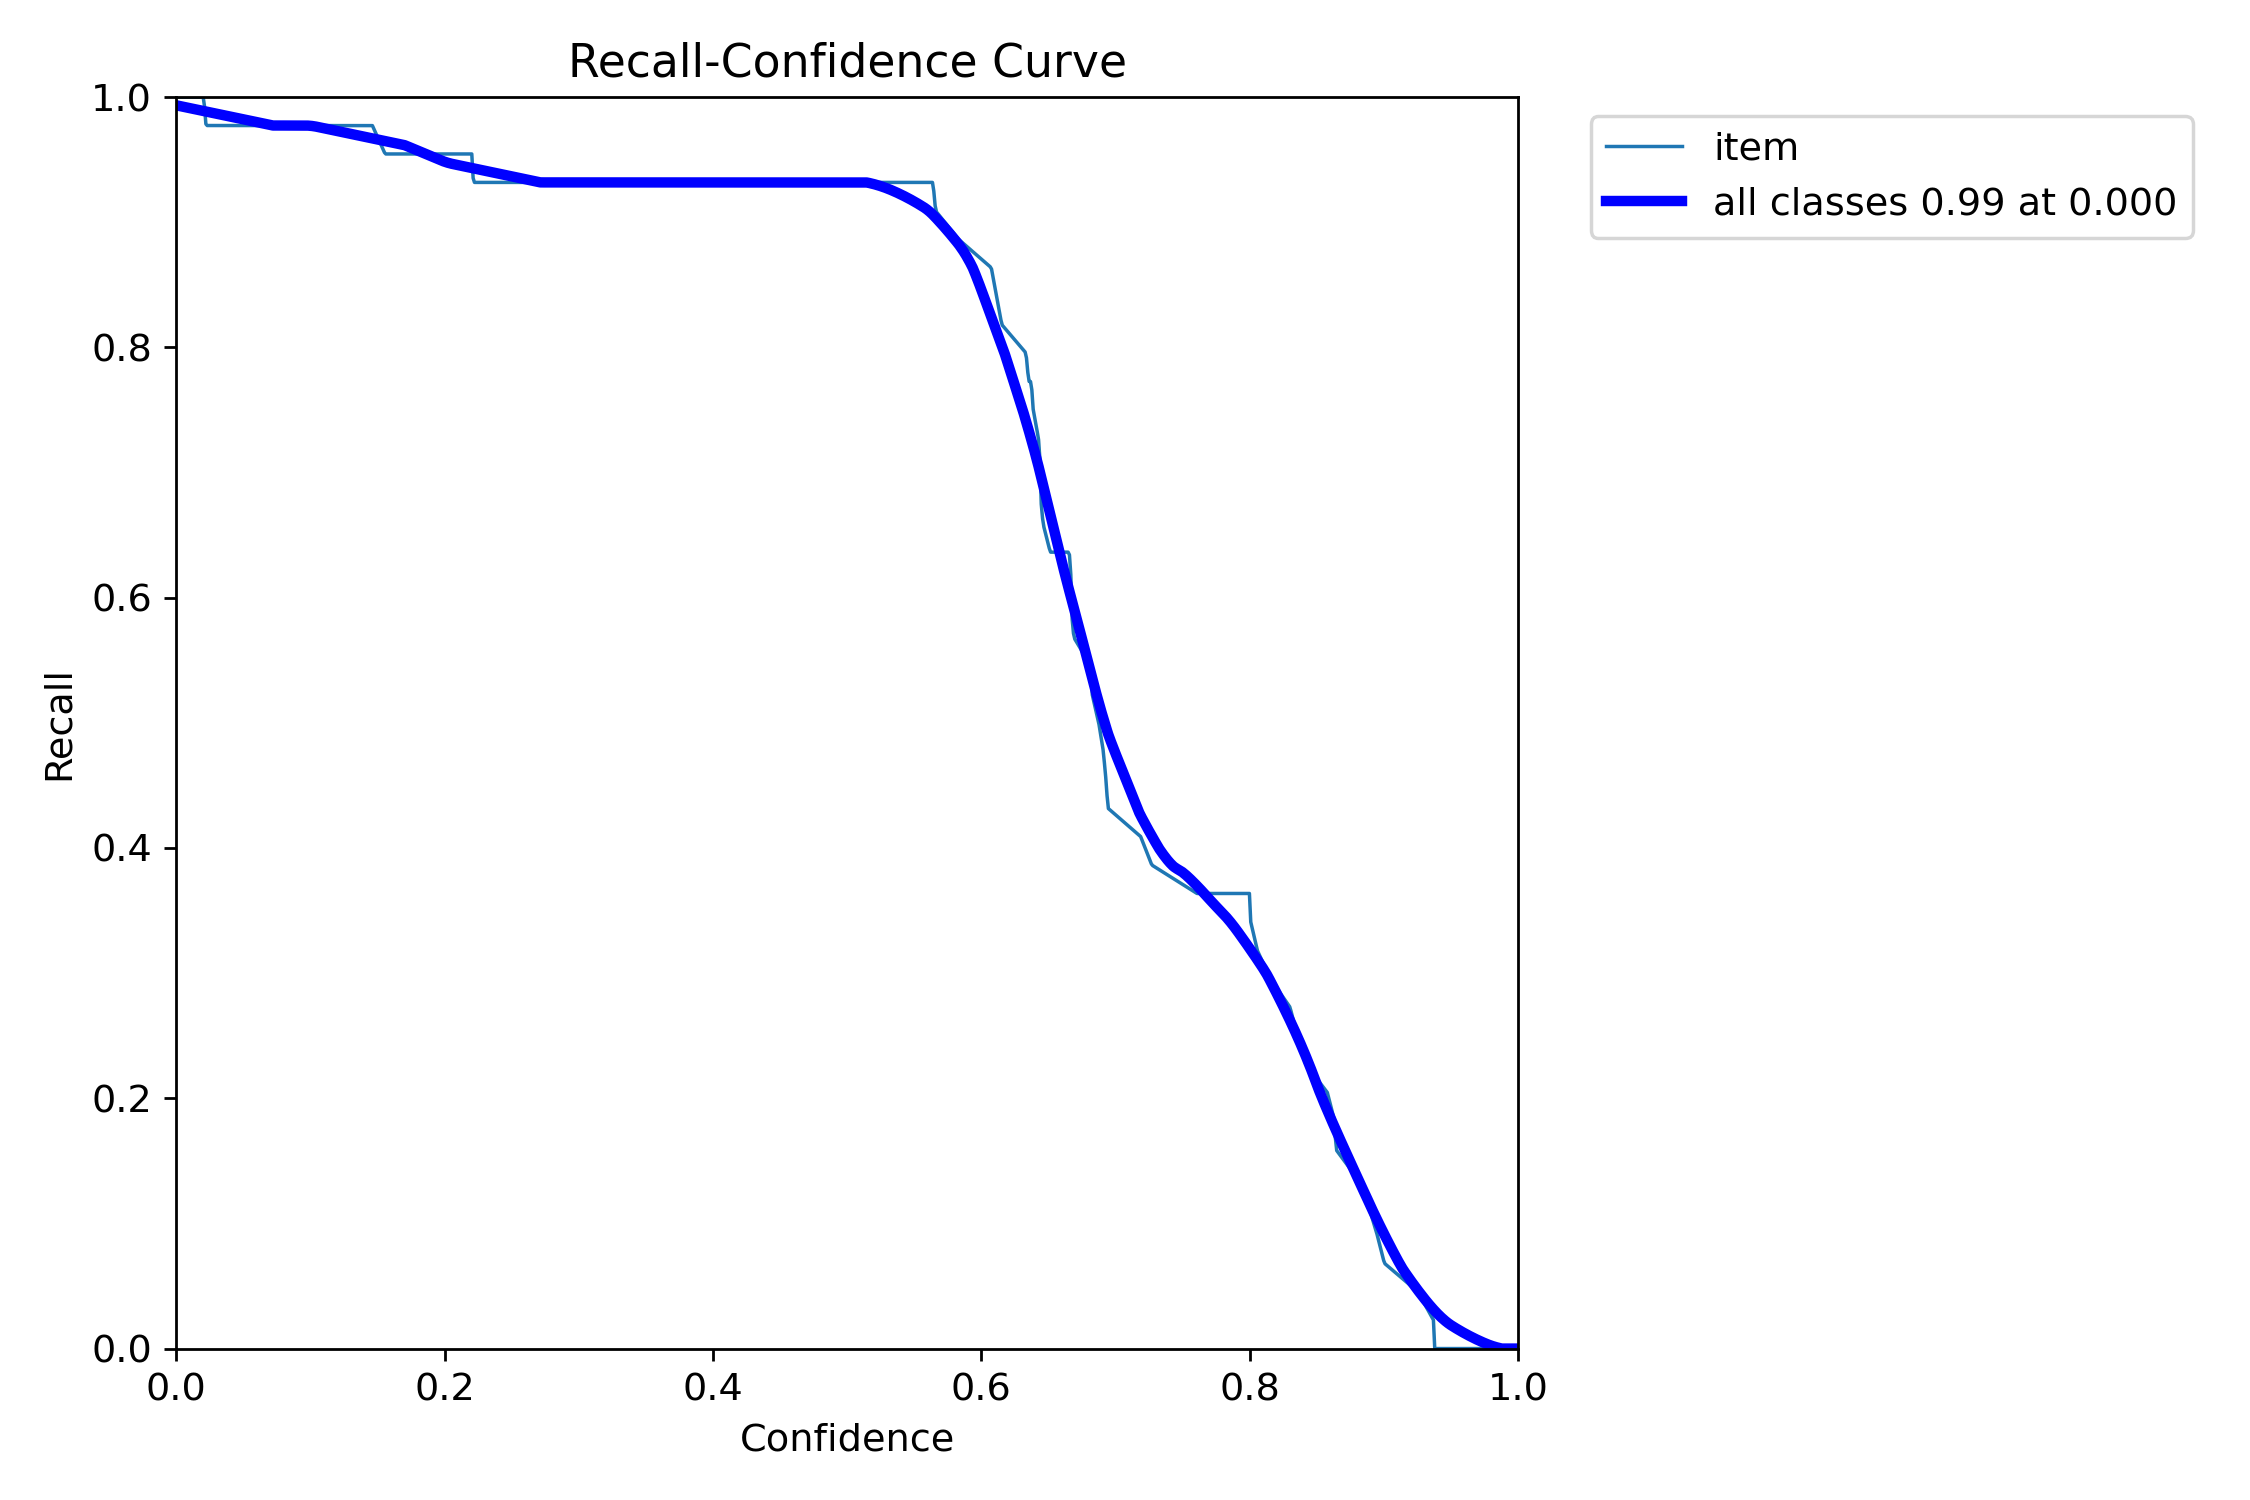 Recall-Confidence Curve
item
all classes 0.99 at 0.000
1.0
0.8
0.6
0.4
0.2
0.0
Recall
0.0 0.2 0.4 0.6 0.8 1.0
Confidence